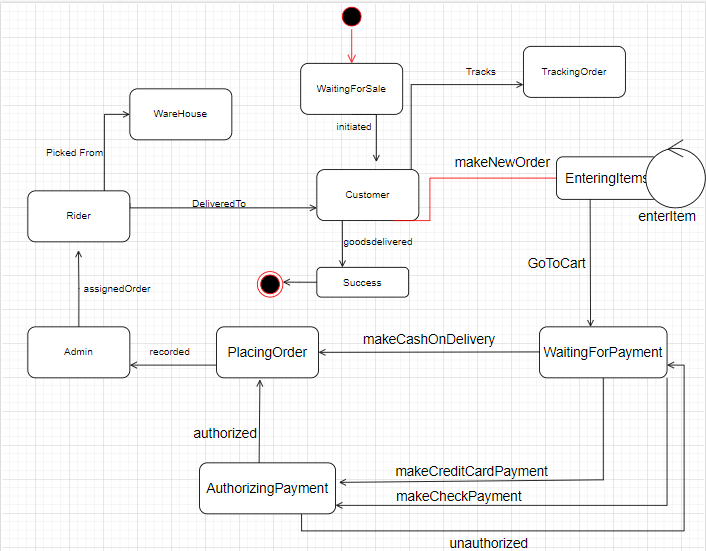 WaitingForSale
TrackingOrder
Tracks
WareHouse
initiated
Picked From
makeNewOrder
EnteringItems
Customer
DeliveredTo
Rider
enterItem
goodsdelivered
GoToCart
Success
assignedOrder
makeCashOnDelivery
Admin
recorded
PlacingOrder
WaitingForPayment
authorized
makeCreditCardPayment
AuthorizingPayment
makeCheckPayment
unauthorized